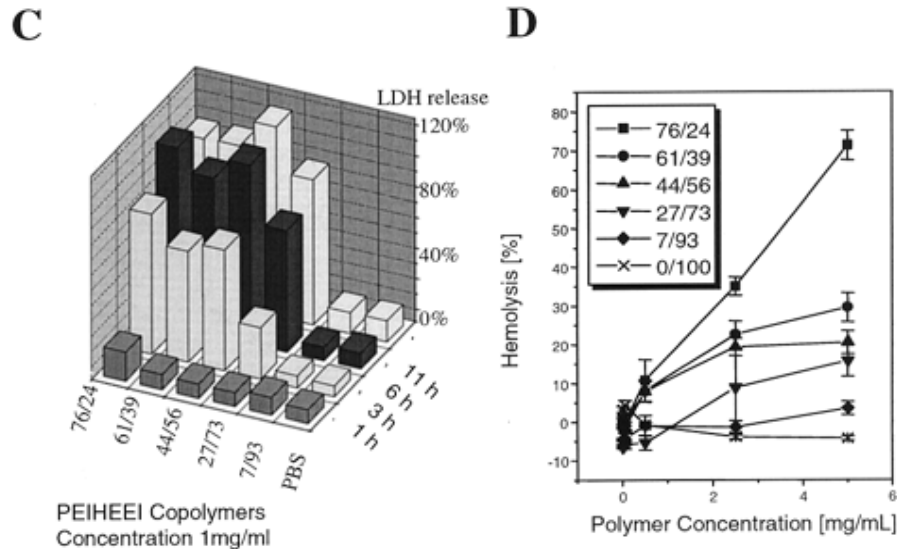 C
LDH release
120%
80%
40%
0%
11 h
6 h
3 h
1 h
76/24
61/39
44/56
27/73
7/93
PBS
PEIHEEI Copolymers
Concentration 1mg/ml
D
80
70
60
50
40
30
20
10
0
-10
Hemolysis [%]
76/24
61/39
44/56
27/73
7/93
0/100
0
2
4
6
Polymer Concentration [mg/mL]